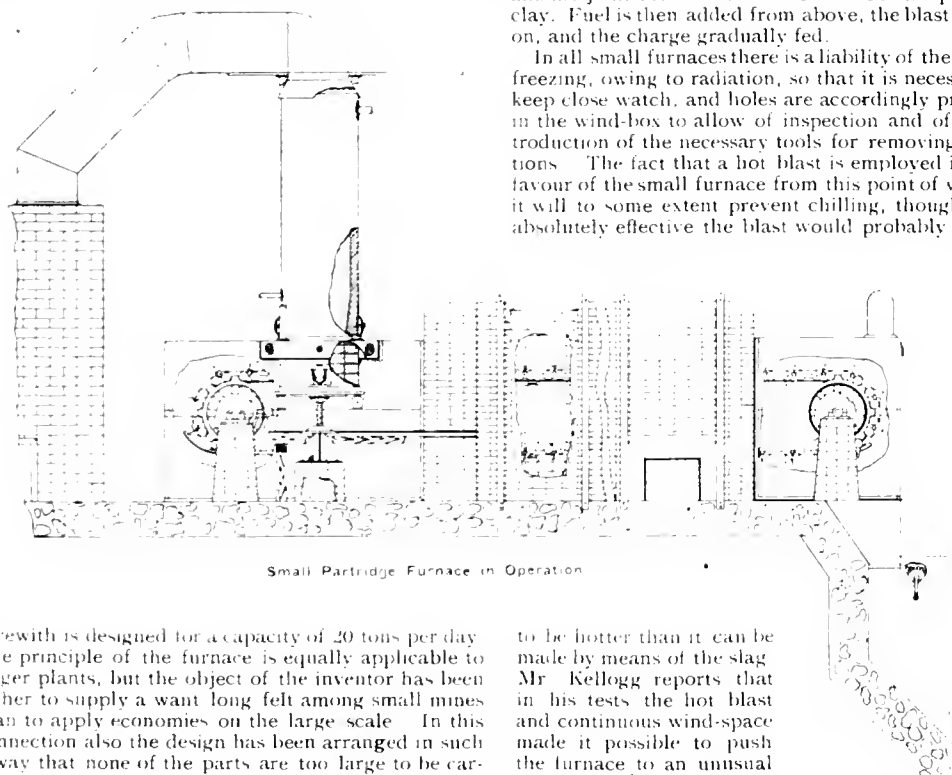 clay. Fuel is then added from above, the blast
on, and the charge gradually fed.
In all small furnaces there is a liability of the
freezing, owing to radiation, so that it is neces
keep close watch, and holes are accordingly pr
in the wind-box to allow of inspection and of
troduction of the necessary tools for removing
tions The fact that a hot blast is employed i
favour of the small furnace from this point of v
it will to some extent prevent chilling, though
absolutely effective the blast would probably
Small Partridge Furnace in Operation
rewith is designed for a capacity of 20 tons per day
e principle of the furnace is equally applicable to
ger plants, but the object of the inventor has been
her to supply a want long felt among small mines
an to apply economies on the large scale In this
nnection also the design has been arranged in such
way that none of the parts are too large to be car-
to be hotter than it can be
made by means of the slag
Mr Kellogg reports that
in his tests the hot blast
and continuous wind-space
made it possible to push
the furnace to an unusual